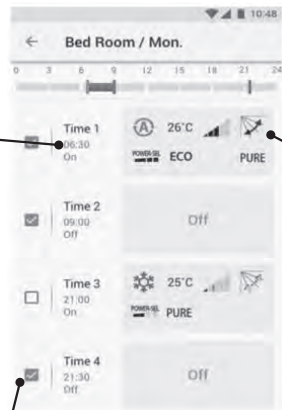 10:48
← Bed Room / Mon.
0 3 6 9 12 15 18 21 24
Time 1
06:30
On
A 26°C
POWER-SEL ECO PURE
Time 2
09:00
Off
Off
Time 3
21:00
On
25°C
POWER-SEL PURE
Time 4
21:30
Off
Off